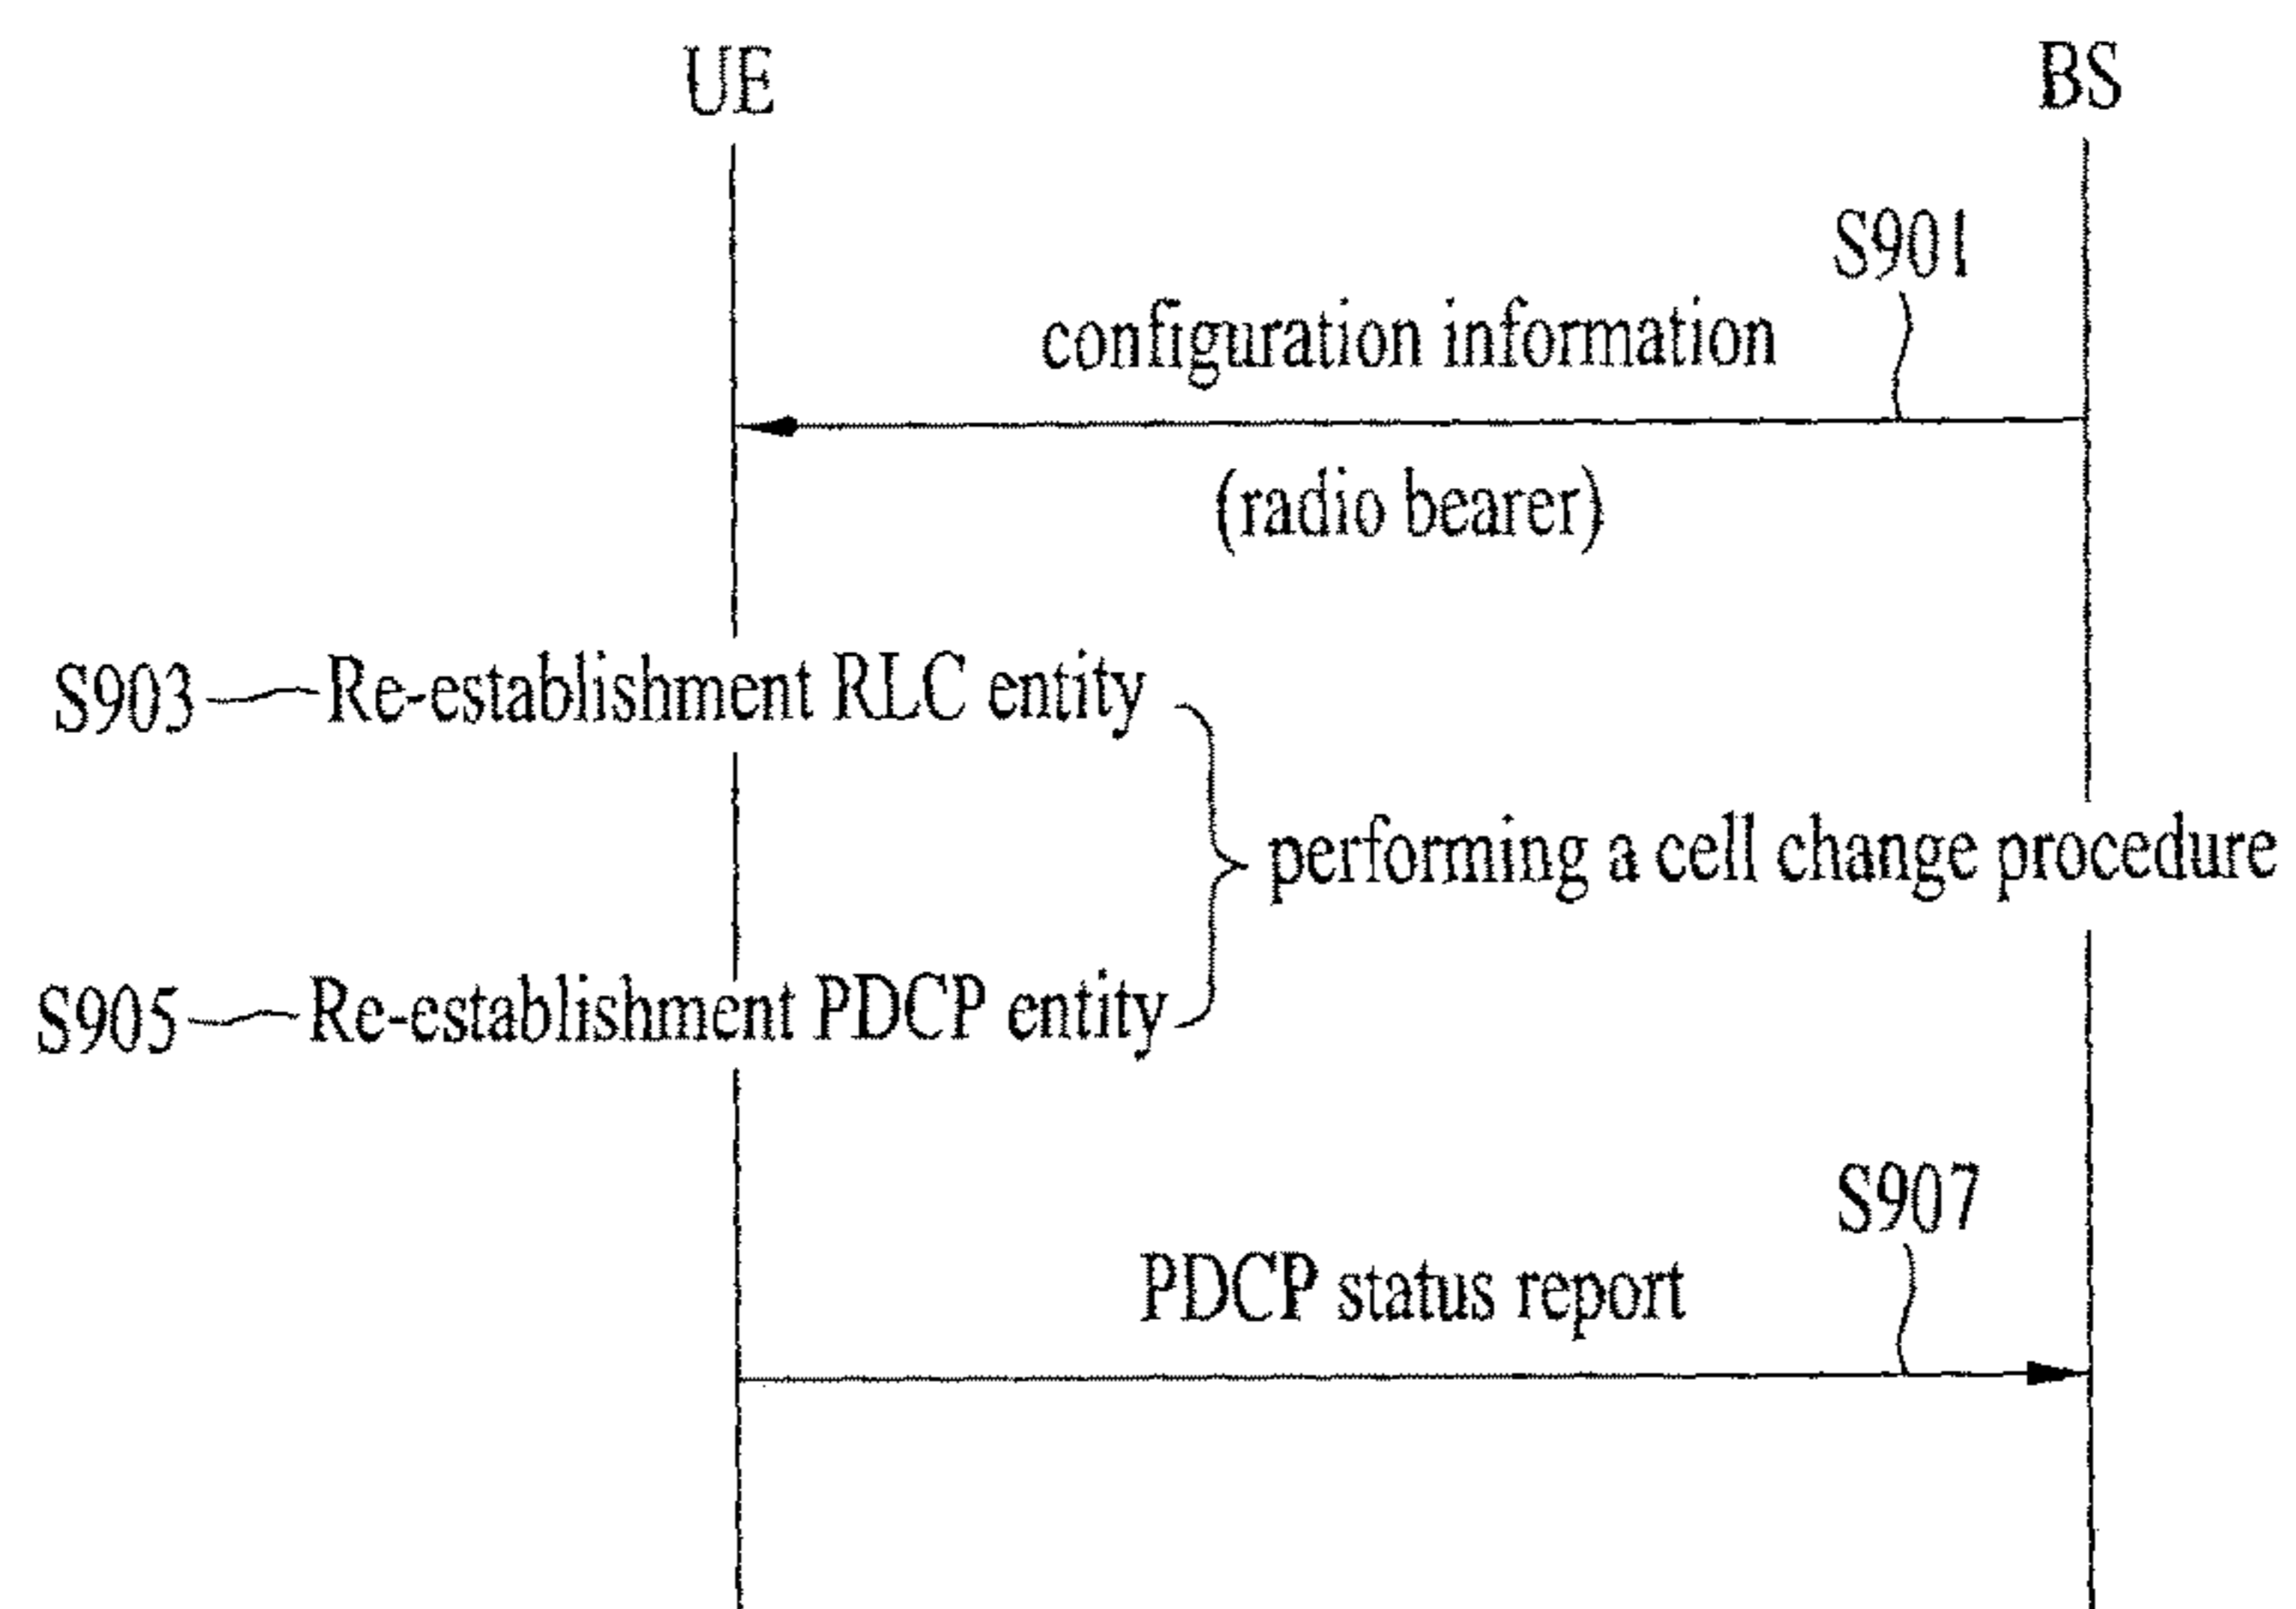 UE
BS
S901
configuration information
(radio bearer)
S903
Re-establishment RLC entity
performing a cell change procedure
S905
Re-establishment PDCP entity
S907
PDCP status report